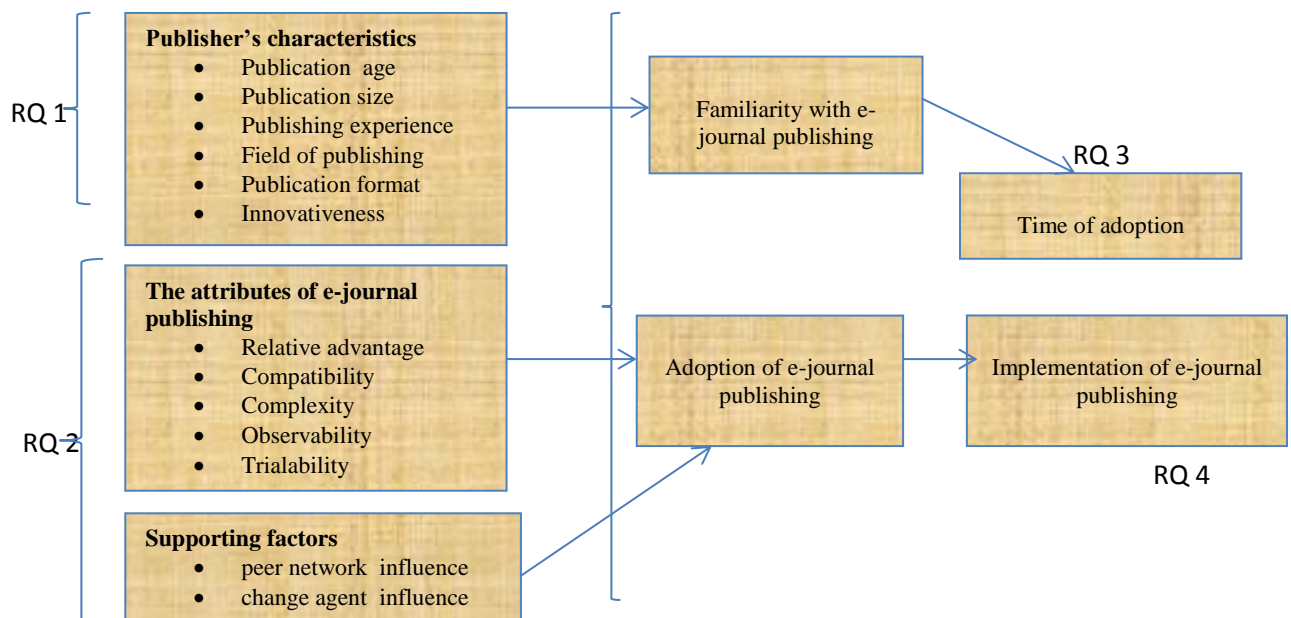 RQ 1
Publisher’s characteristics
• Publication age
• Publication size
• Publishing experience
• Field of publishing
• Publication format
• Innovativeness
Familiarity with e-
journal publishing
RQ 3
Time of adoption
RQ 2
The attributes of e-journal
publishing
• Relative advantage
• Compatibility
• Complexity
• Observability
• Trialability
Adoption of e-journal
publishing
Implementation of e-journal
publishing
RQ 4
Supporting factors
• peer network influence
• change agent influence